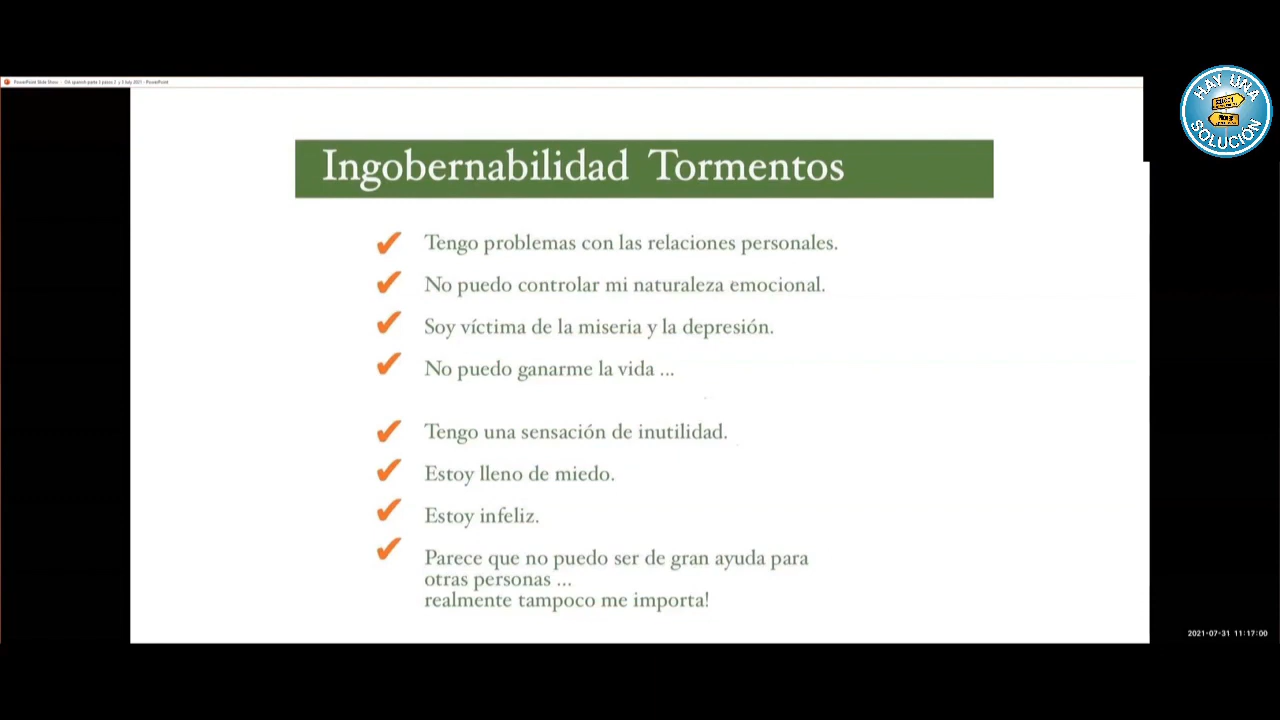 Ingobernabilidad Tormentos
Tengo problemas con las relaciones personales.
No puedo controlar mi naturaleza emocional.
Soy víctima de la miseria y la depresión.
No puedo ganarme la vida ...
Tengo una sensación de inutilidad.
Estoy lleno de miedo.
Estoy infeliz.
Parece que no puedo ser de gran ayuda para
otras personas ...
realmente tampoco me importa!
HAY UNA
SOLUCIÓN
2021-07-31 11:17:00